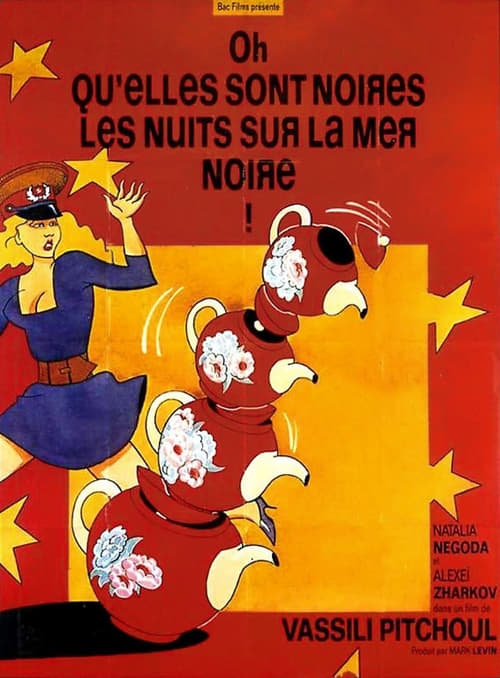 Bac Films présente
Oh
QU'elles SONT NOIRes
Les NUITS SUR La MeR
NOIRe
!
NATALIA
NEGODA
et
ALEXEÏ
ZHARKOV
dans un film de
VASSILI PITCHOUL
Produit par MARK LEVIN